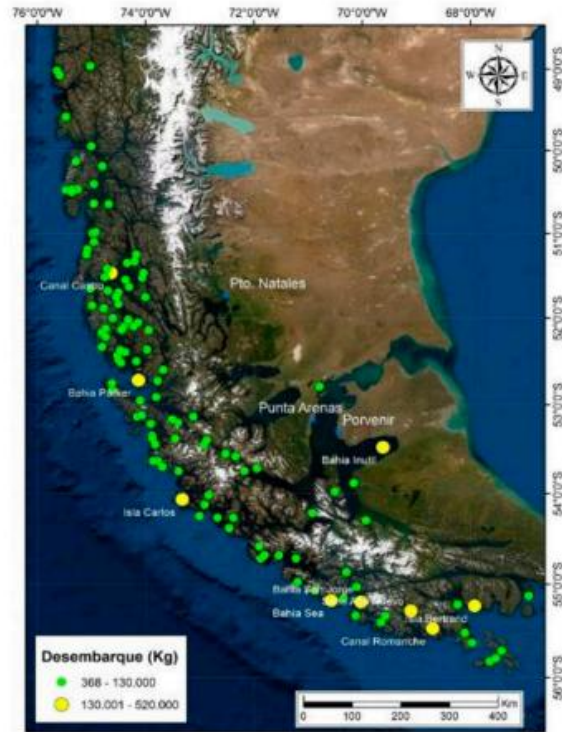 76°0'0"S
74°0'0"S
72°0'0"S
70°0'0"S
68°0'0"S
N
W E
S
49°0'0"S
50°0'0"S
51°0'0"S
52°0'0"S
53°0'0"S
54°0'0"S
55°0'0"S
56°0'0"S
Pto. Natales
Bahia Parker
Punta Arenas
Porvenir
Bahia Inutil
Isla Carlos
Bahia Sea
Isla Bertrand
Canal Romanche
Desembarque (Kg)
368 - 130.000
130.001 - 520.000
0 100 200 300 400
Km